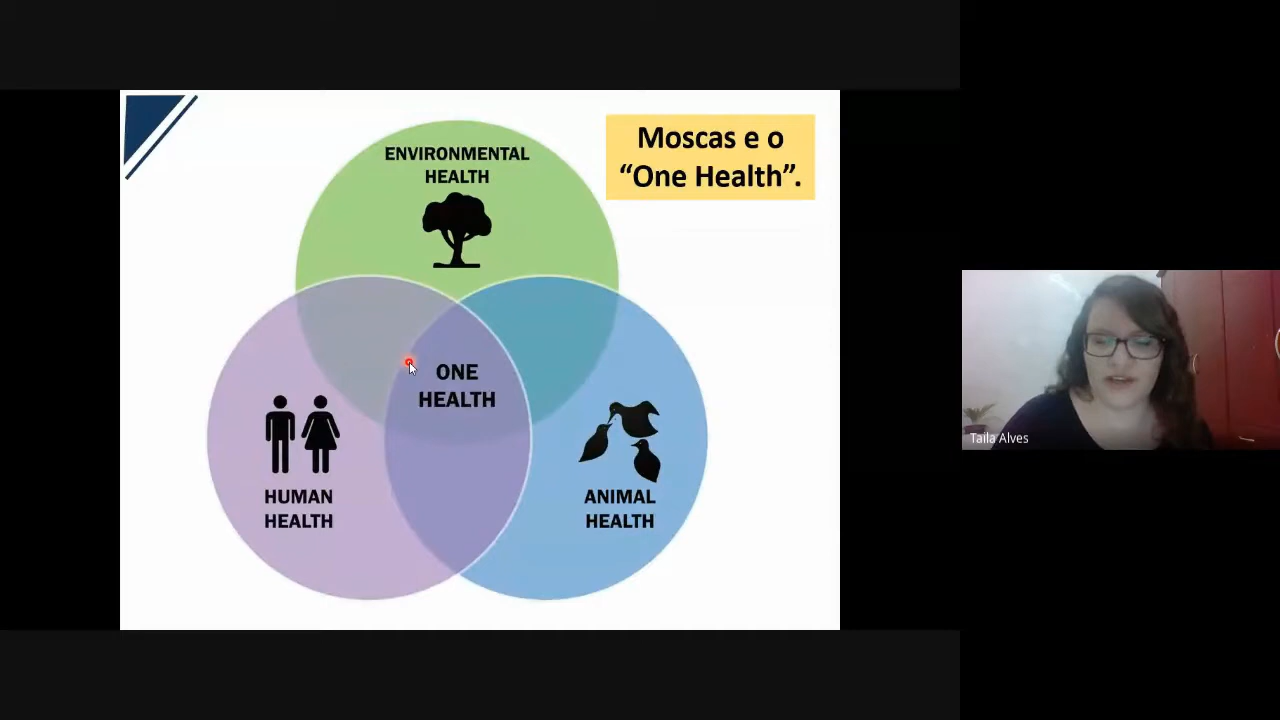 Moscas e o
“One Health”.
ENVIRONMENTAL
HEALTH
ONE
HEALTH
HUMAN
HEALTH
ANIMAL
HEALTH
Taila Alves